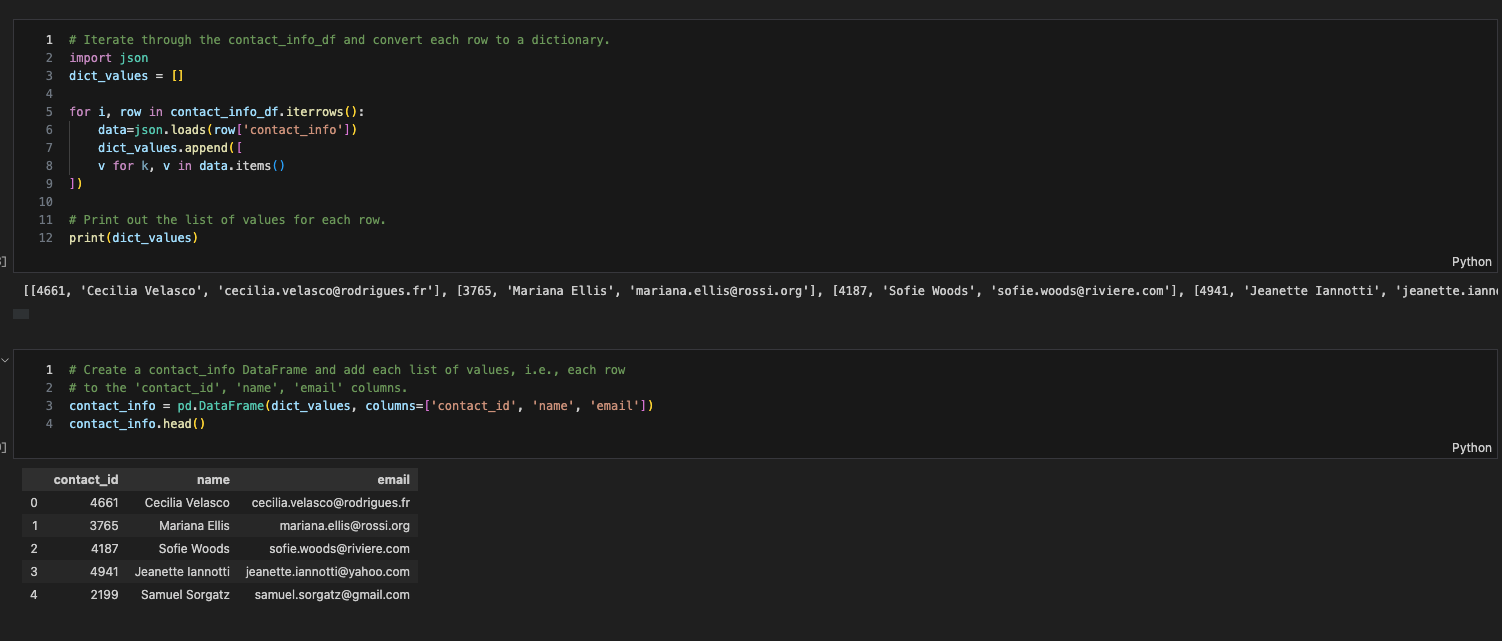 1 # Iterate through the contact_info_df and convert each row to a dictionary.
2 import json
3 dict_values = []
4
5 for i, row in contact_info_df.iterrows():
6     data=json.loads(row['contact_info'])
7     dict_values.append([
8     v for k, v in data.items()
9 ])
10
11 # Print out the list of values for each row.
12 print(dict_values)
Python
[[4661, 'Cecilia Velasco', 'cecilia.velasco@rodrigues.fr'], [3765, 'Mariana Ellis', 'mariana.ellis@rossi.org'], [4187, 'Sofie Woods', 'sofie.woods@riviere.com'], [4941, 'Jeanette Iannotti', 'jeanette.ianno
1 # Create a contact_info DataFrame and add each list of values, i.e., each row
2 # to the 'contact_id', 'name', 'email' columns.
3 contact_info = pd.DataFrame(dict_values, columns=['contact_id', 'name', 'email'])
4 contact_info.head()
Python
contact_id name email
0 4661 Cecilia Velasco cecilia.velasco@rodrigues.fr
1 3765 Mariana Ellis mariana.ellis@rossi.org
2 4187 Sofie Woods sofie.woods@riviere.com
3 4941 Jeanette Iannotti jeanette.iannotti@yahoo.com
4 2199 Samuel Sorgatz samuel.sorgatz@gmail.com